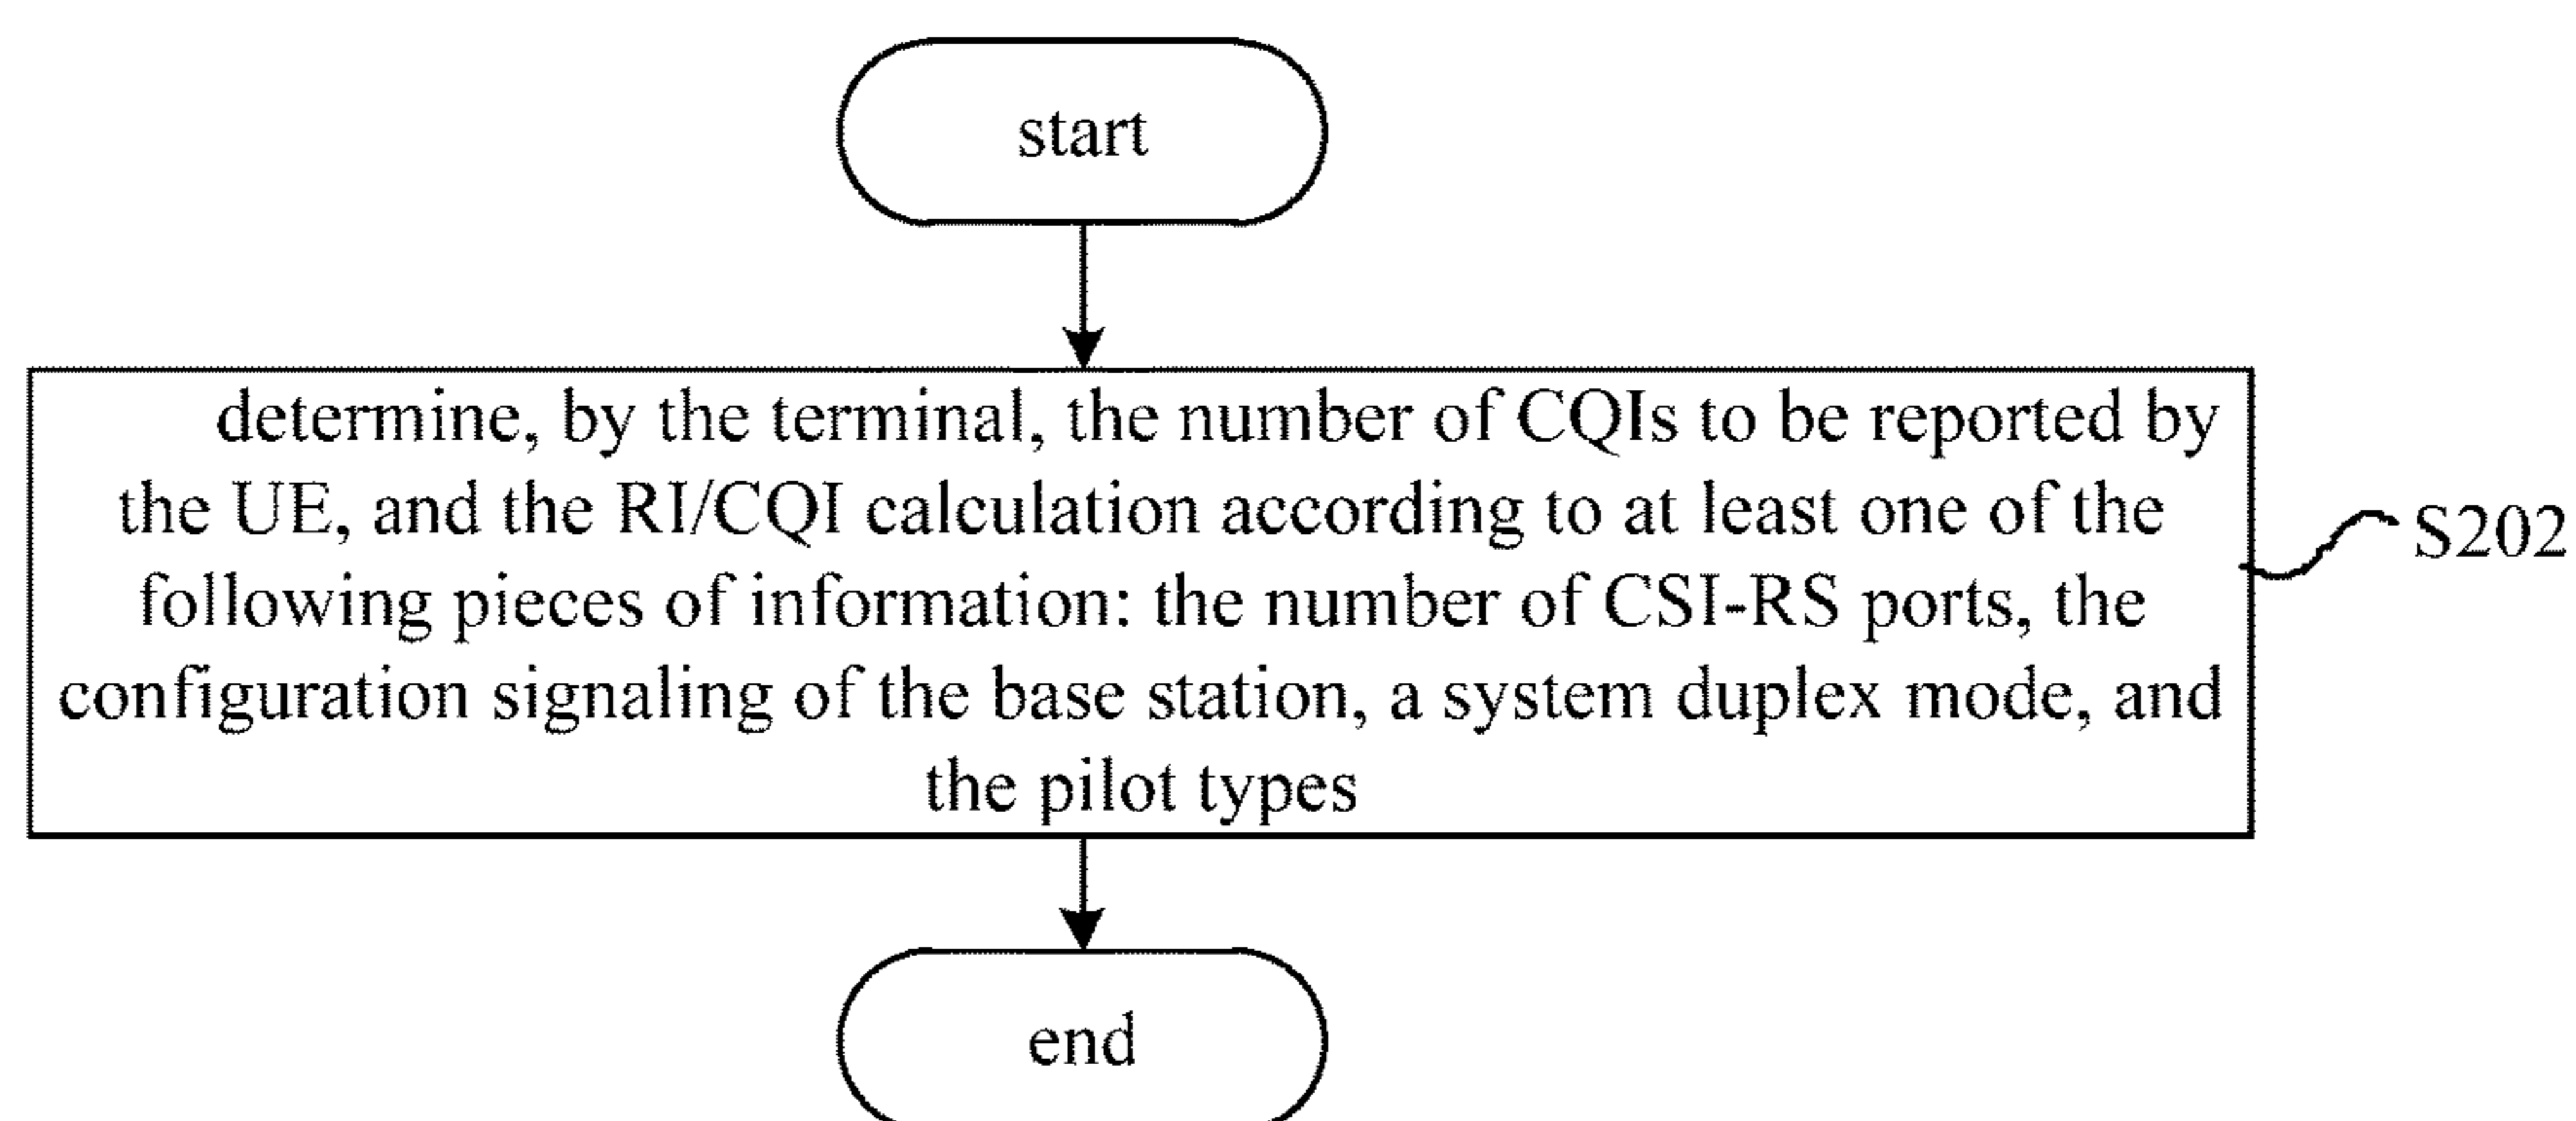 start
determine, by the terminal, the number of CQIs to be reported by
the UE, and the RI/CQI calculation according to at least one of the
following pieces of information: the number of CSI-RS ports, the
configuration signaling of the base station, a system duplex mode, and
the pilot types
S202
end